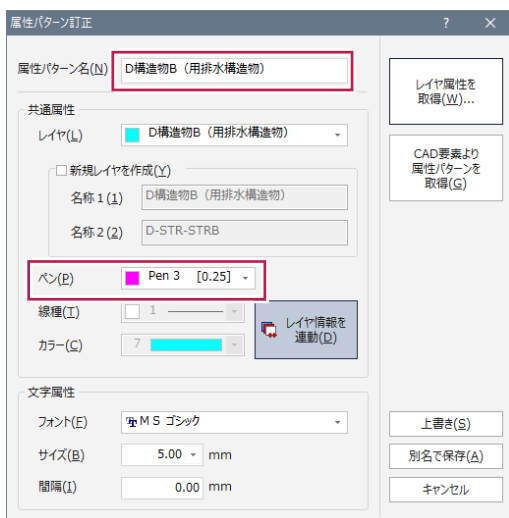 属性パターン訂正
? ×
属性パターン名(N) D構造物B（用排水構造物）
レイヤ属性を
取得(W)...
共通属性
レイヤ(L) D構造物B（用排水構造物）
CAD要素より
属性パターンを
取得(G)
新規レイヤを作成(Y)
名称1(1) D構造物B（用排水構造物）
名称2(2) D-STR-STRB
ペン(P) Pen 3 [0.25]
線種(T) 1
カラー(C) 7
レイヤ情報を
連動(D)
文字属性
フォント(F) MS ゴシック
サイズ(B) 5.00 mm
間隔(I) 0.00 mm
上書き(S)
別名で保存(A)
キャンセル